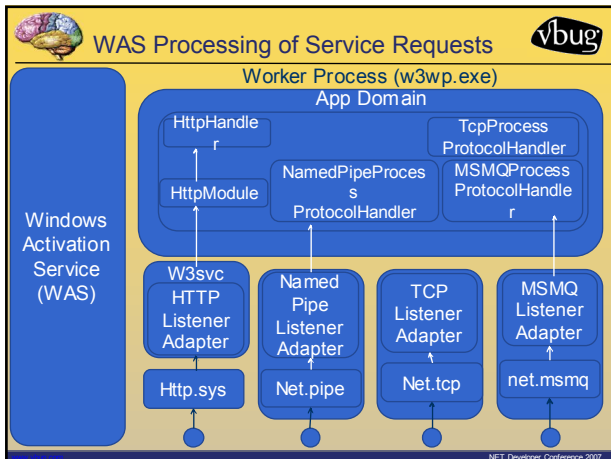 WAS Processing of Service Requests
vbug
Worker Process (w3wp.exe)
App Domain
HttpHandle
r
TcpProcess
ProtocolHandler
HttpModule
NamedPipeProces
s
ProtocolHandler
MSMQProcess
ProtocolHandle
r
Windows
Activation
Service
(WAS)
W3svc
HTTP
Listener
Adapter
Named
Pipe
Listener
Adapter
TCP
Listener
Adapter
MSMQ
Listener
Adapter
Http.sys
Net.pipe
Net.tcp
net.msmq
.NET Developer Conference 2007